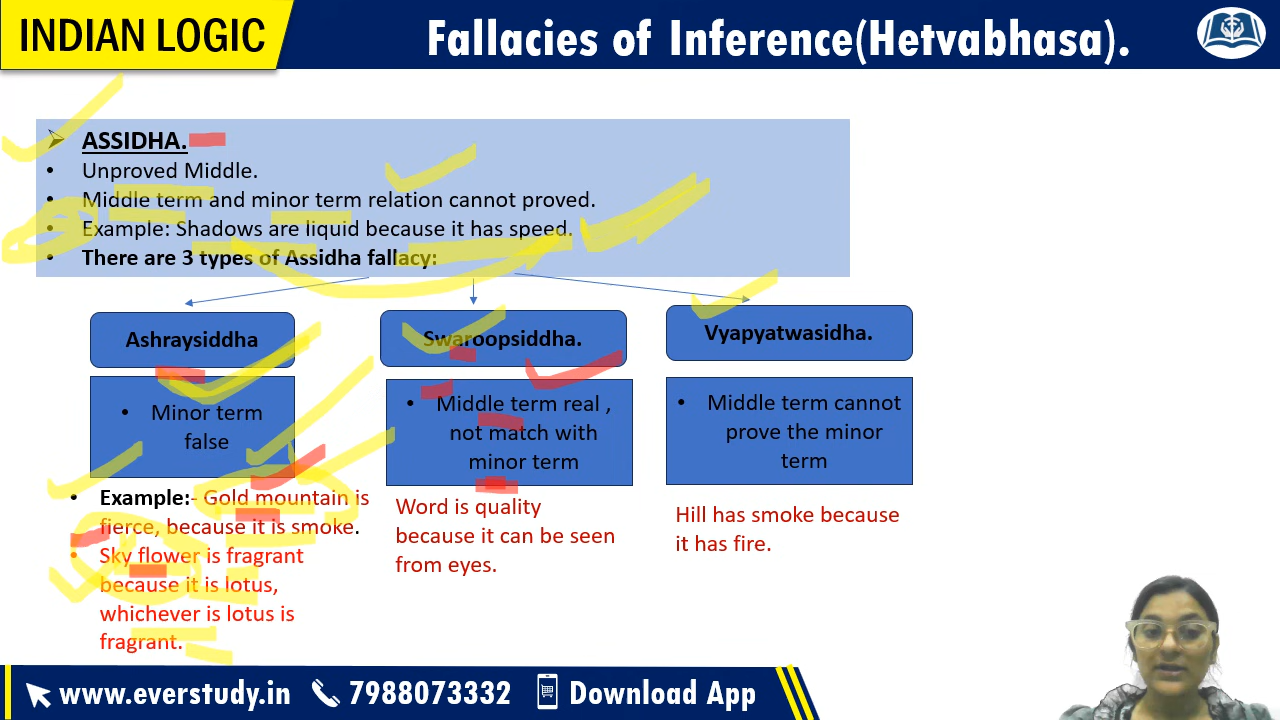 INDIAN LOGIC
Fallacies of Inference(Hetvabhasa).
➢ ASSIDHA.
• Unproved Middle.
• Middle term and minor term relation cannot proved.
• Example: Shadows are liquid because it has speed.
• There are 3 types of Assidha fallacy:
Ashraysiddha
• Minor term
false
• Example:- Gold mountain is
fierce, because it is smoke.
• Sky flower is fragrant
because it is lotus,
whichever is lotus is
fragrant.
Swaroopsiddha.
• Middle term real ,
not match with
minor term
Word is quality
because it can be seen
from eyes.
Vyapyatwasidha.
• Middle term cannot
prove the minor
term
Hill has smoke because
it has fire.
www.everstudy.in
7988073332
Download App